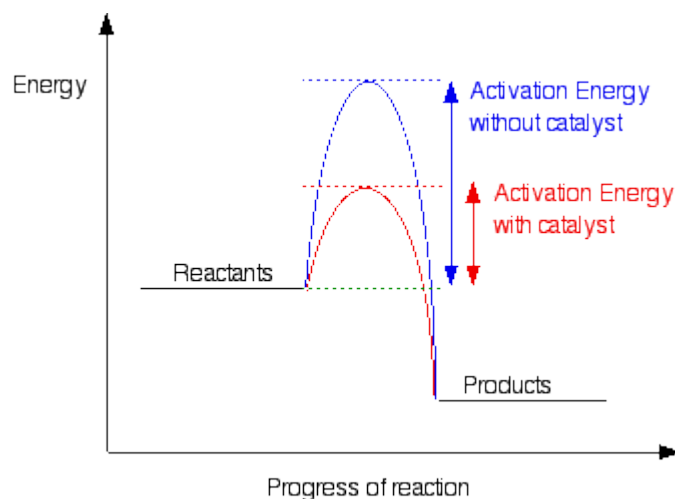 Energy
Activation Energy
without catalyst
Activation Energy
with catalyst
Reactants
Products
Progress of reaction